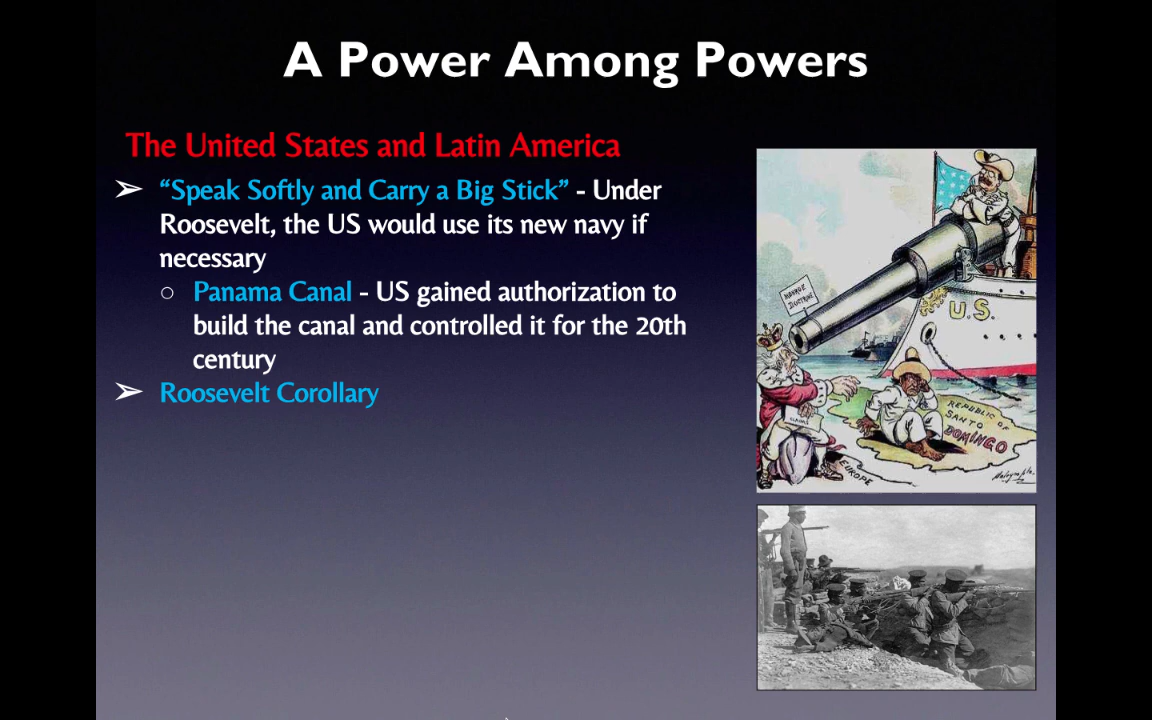 A Power Among Powers
The United States and Latin America
➢ “Speak Softly and Carry a Big Stick” - Under
Roosevelt, the US would use its new navy if
necessary
○ Panama Canal - US gained authorization to
build the canal and controlled it for the 20th
century
➢ Roosevelt Corollary
MONROE
DOCTRINE
U.S.
REPUBLIC OF
SANTO
DOMINGO
EUROPE